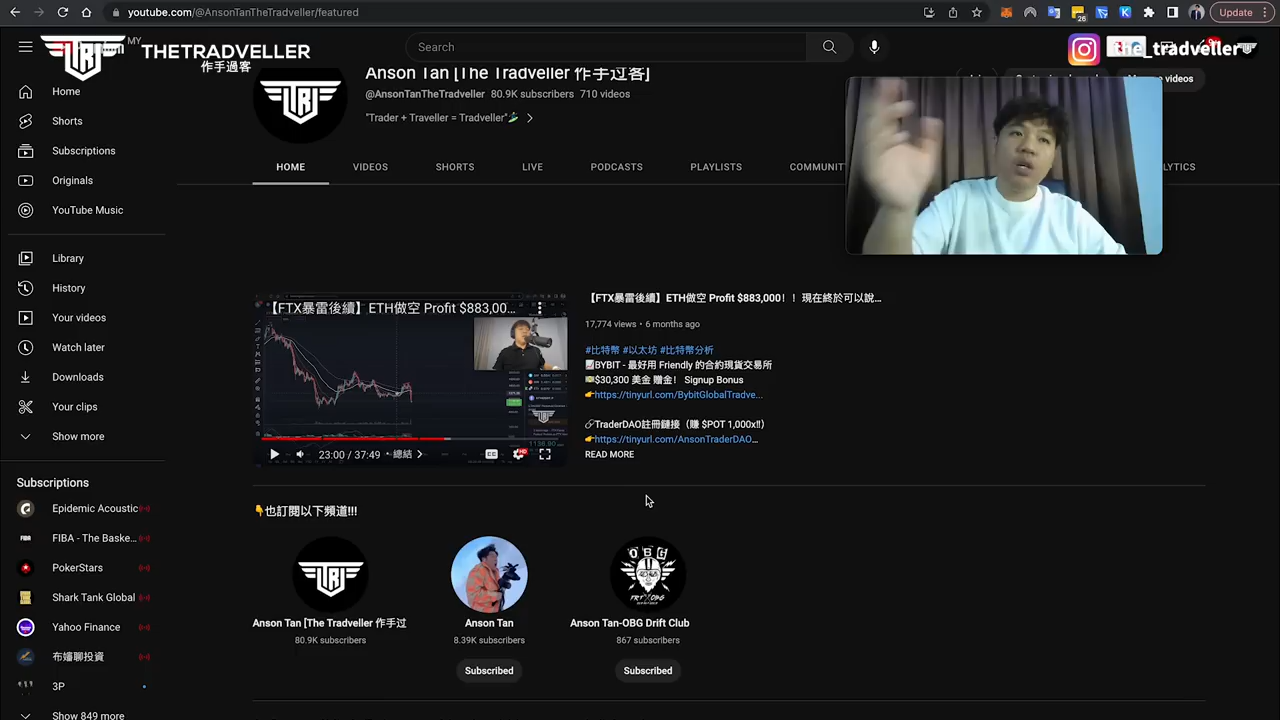 youtube.com/@AnsonTanTheTradveller/featured
26
Update
MY
THETRADVELLER
作手過客
Search
the_tradveller
Anson Tan [The Tradveller 作手过客]
@AnsonTanTheTradveller 80.9K subscribers 710 videos
"Trader + Traveller = Tradveller"
videos
HOME
VIDEOS
SHORTS
LIVE
PODCASTS
PLAYLISTS
COMMUNIT
LYTICS
Home
Shorts
Subscriptions
Originals
YouTube Music
Library
History
Your videos
Watch later
Downloads
Your clips
Show more
Subscriptions
Epidemic Acoustic
FIBA - The Baske...
PokerStars
Shark Tank Global
Yahoo Finance
布嬸聊投資
3P
Show 849 more
【FTX暴雷後續】ETH做空 Profit $883,00...
1136.90
23:00 / 37:49 • 總結
CC
HD
【FTX暴雷後續】ETH做空 Profit $883,000！！現在終於可以說...
17,774 views • 6 months ago
#比特幣 #以太坊 #比特幣分析
BYBIT - 最好用 Friendly 的合約現貨交易所
$30,300 美金 贈金！ Signup Bonus
https://tinyurl.com/BybitGlobalTradve...
TraderDAO註冊鏈接（賺 $POT 1,000x‼）
https://tinyurl.com/AnsonTraderDAO...
READ MORE
也訂閱以下頻道!!!
Anson Tan [The Tradveller 作手过
80.9K subscribers
Anson Tan
8.39K subscribers
Subscribed
OBG
Anson Tan-OBG Drift Club
867 subscribers
Subscribed